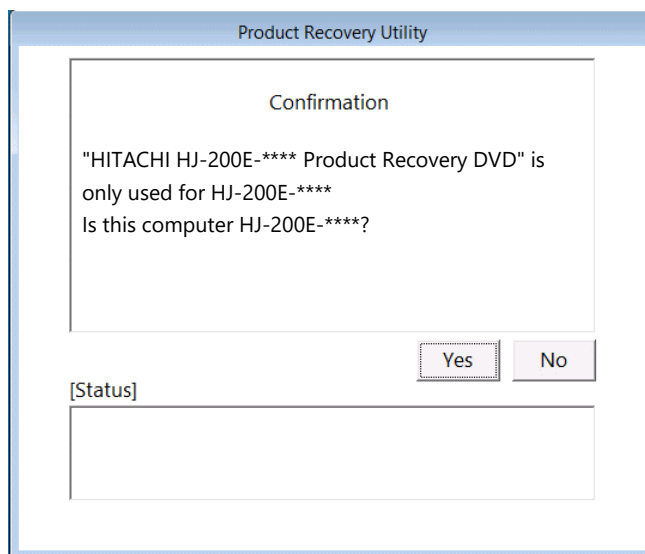 Product Recovery Utility
Confirmation
"HITACHI HJ-200E-**** Product Recovery DVD" is
only used for HJ-200E-****
Is this computer HJ-200E-****?
Yes No
[Status]